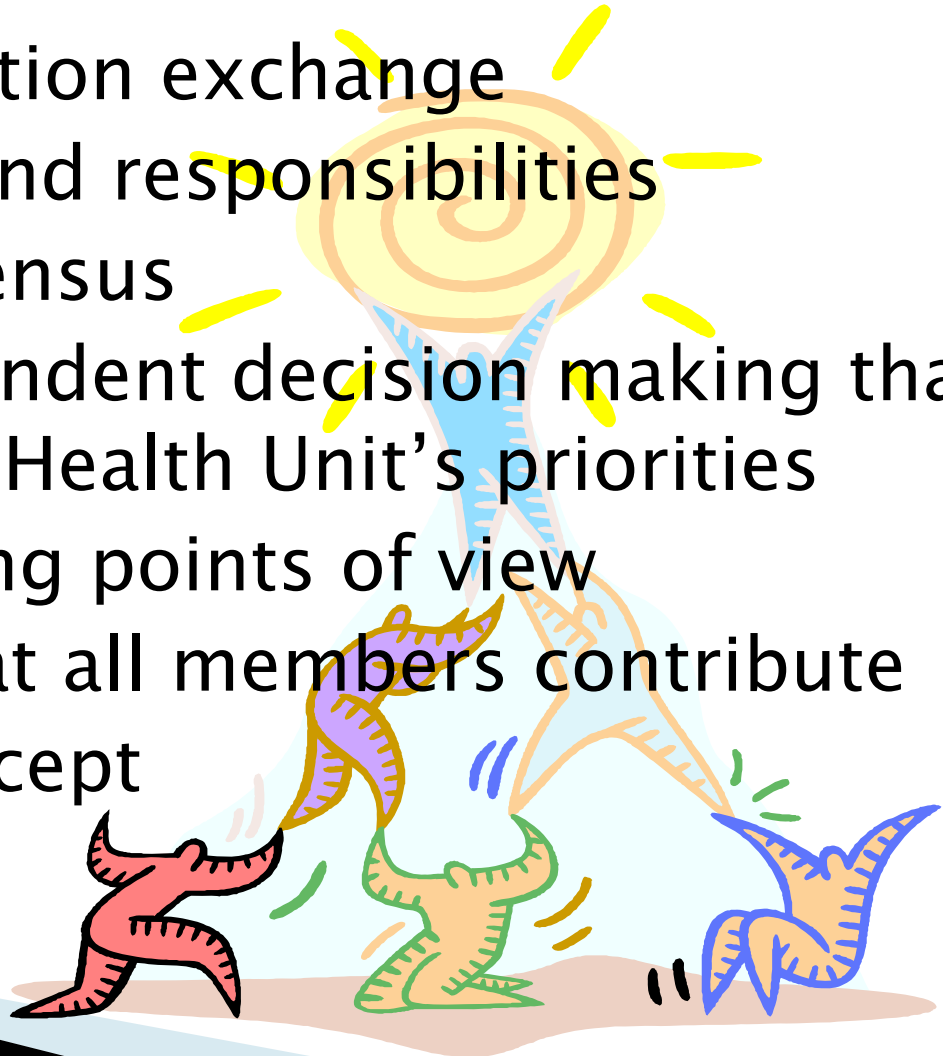 tion exchange
nd responsibilities
ensus
ndent decision making tha
Health Unit’s priorities
ng points of view
at all members contribute
cept